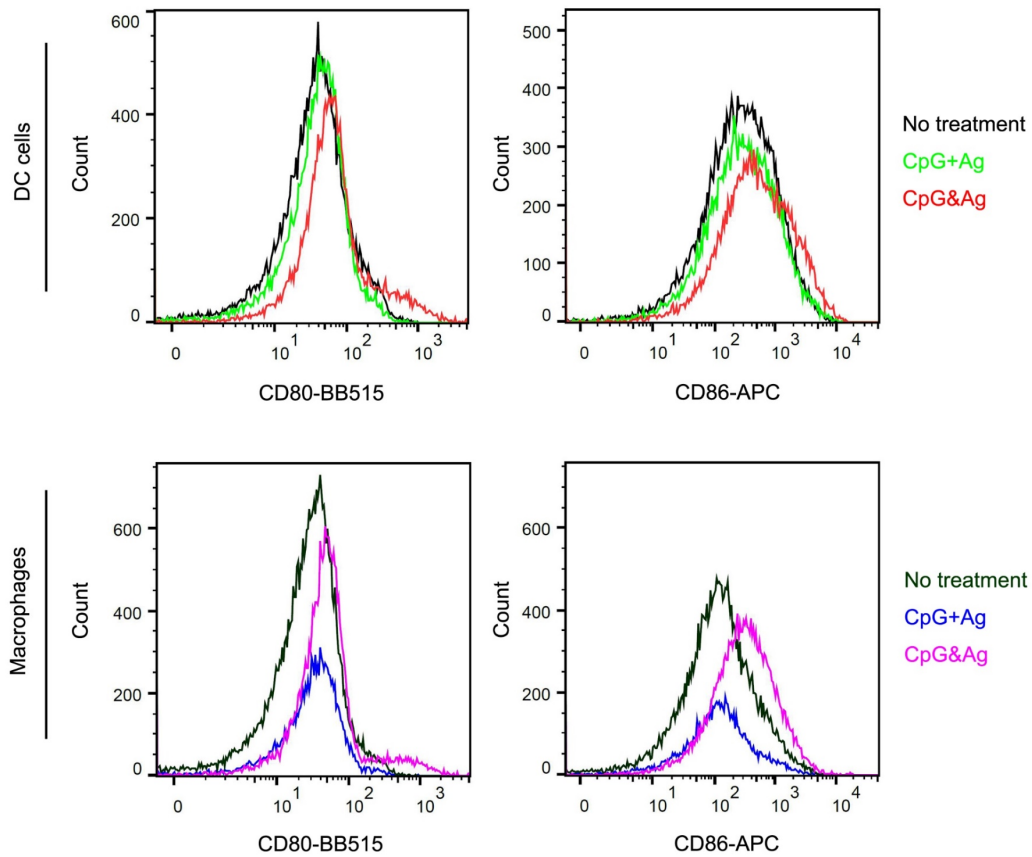 DC cells
Count
600
400
200
0
0 10^1 10^2 10^3
CD80-BB515
Count
500
400
300
200
100
0
0 10^1 10^2 10^3 10^4
CD86-APC
No treatment
CpG+Ag
CpG&Ag
Macrophages
Count
600
400
200
0
0 10^1 10^2 10^3
CD80-BB515
Count
600
400
200
0
0 10^1 10^2 10^3 10^4
CD86-APC
No treatment
CpG+Ag
CpG&Ag